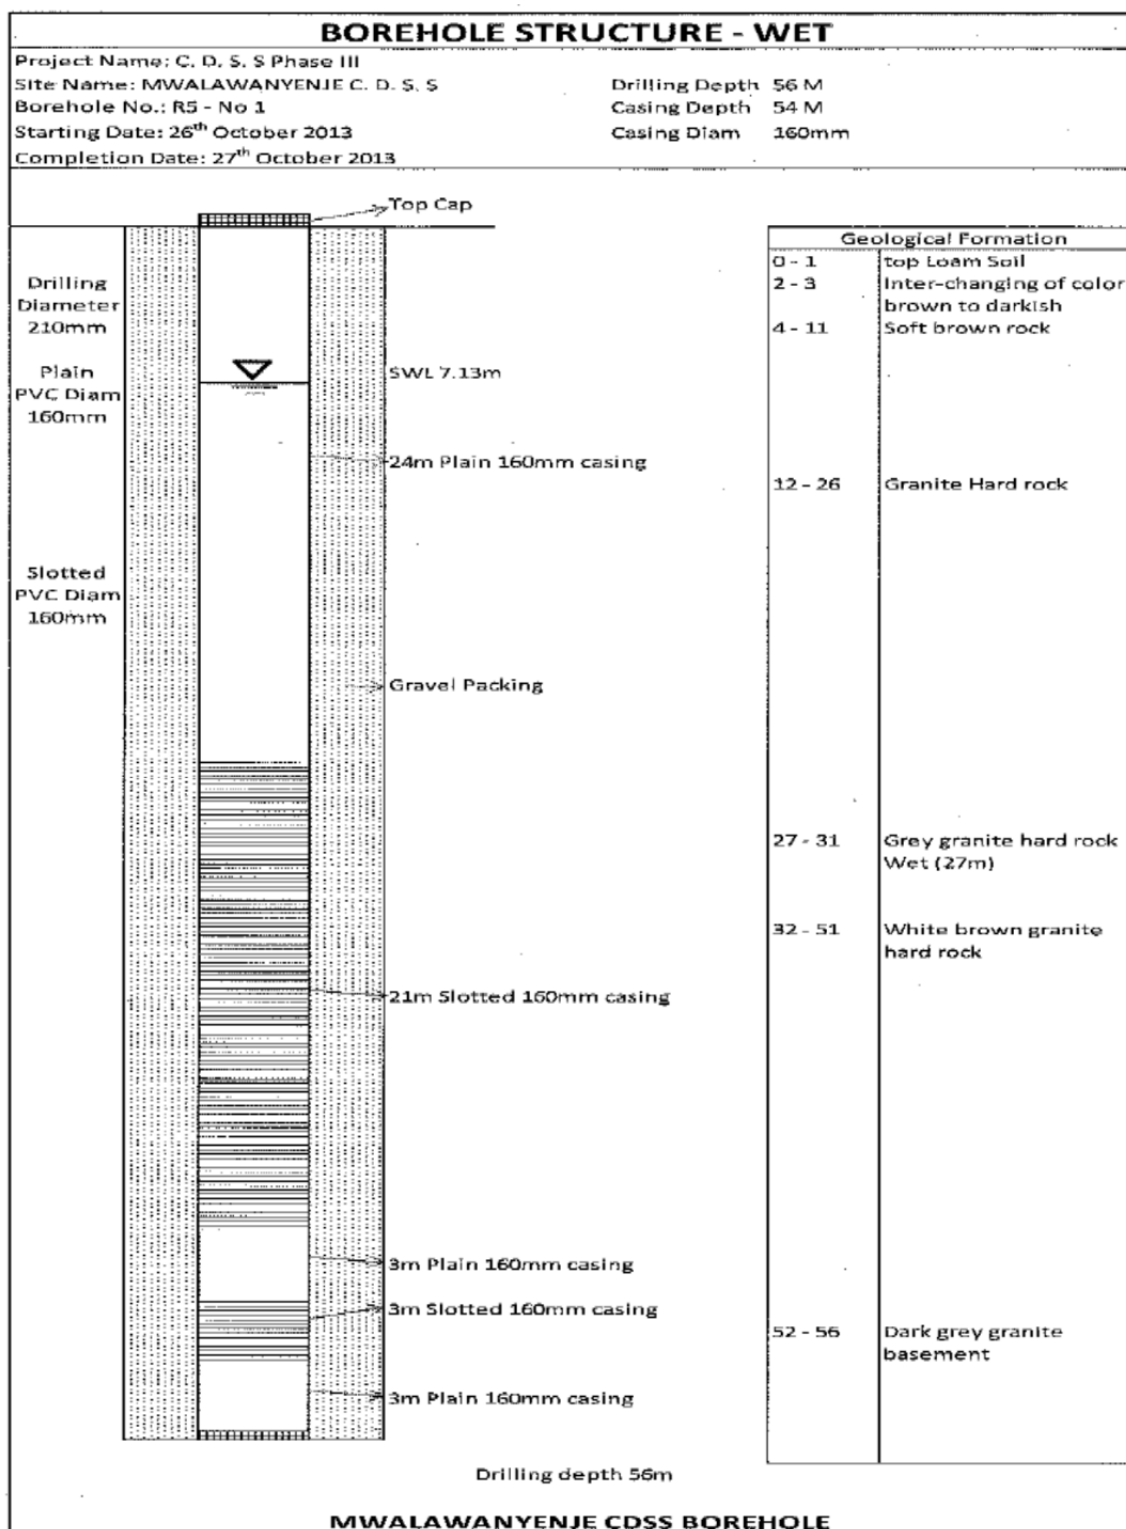 BOREHOLE STRUCTURE - WET
Project Name: C. D. S. S Phase III
Site Name: MWALAWANYENJE C. D. S. S
Drilling Depth 56 M
Borehole No.: R5 - No 1
Casing Depth 54 M
Starting Date: 26th October 2013
Casing Diam 160mm
Completion Date: 27th October 2013
Top Cap
Geological Formation
0 - 1 top Loam Soil
2 - 3 Inter-changing of color
brown to darkish
4 - 11 Soft brown rock
Drilling
Diameter
210mm
Plain
PVC Diam
160mm
SWL 7.13m
24m Plain 160mm casing
12 - 26 Granite Hard rock
Slotted
PVC Diam
160mm
Gravel Packing
27 - 31 Grey granite hard rock
Wet (27m)
32 - 51 White brown granite
hard rock
21m Slotted 160mm casing
3m Plain 160mm casing
3m Slotted 160mm casing
52 - 56 Dark grey granite
basement
3m Plain 160mm casing
Drilling depth 56m
MWALAWANYENJE CDSS BOREHOLE